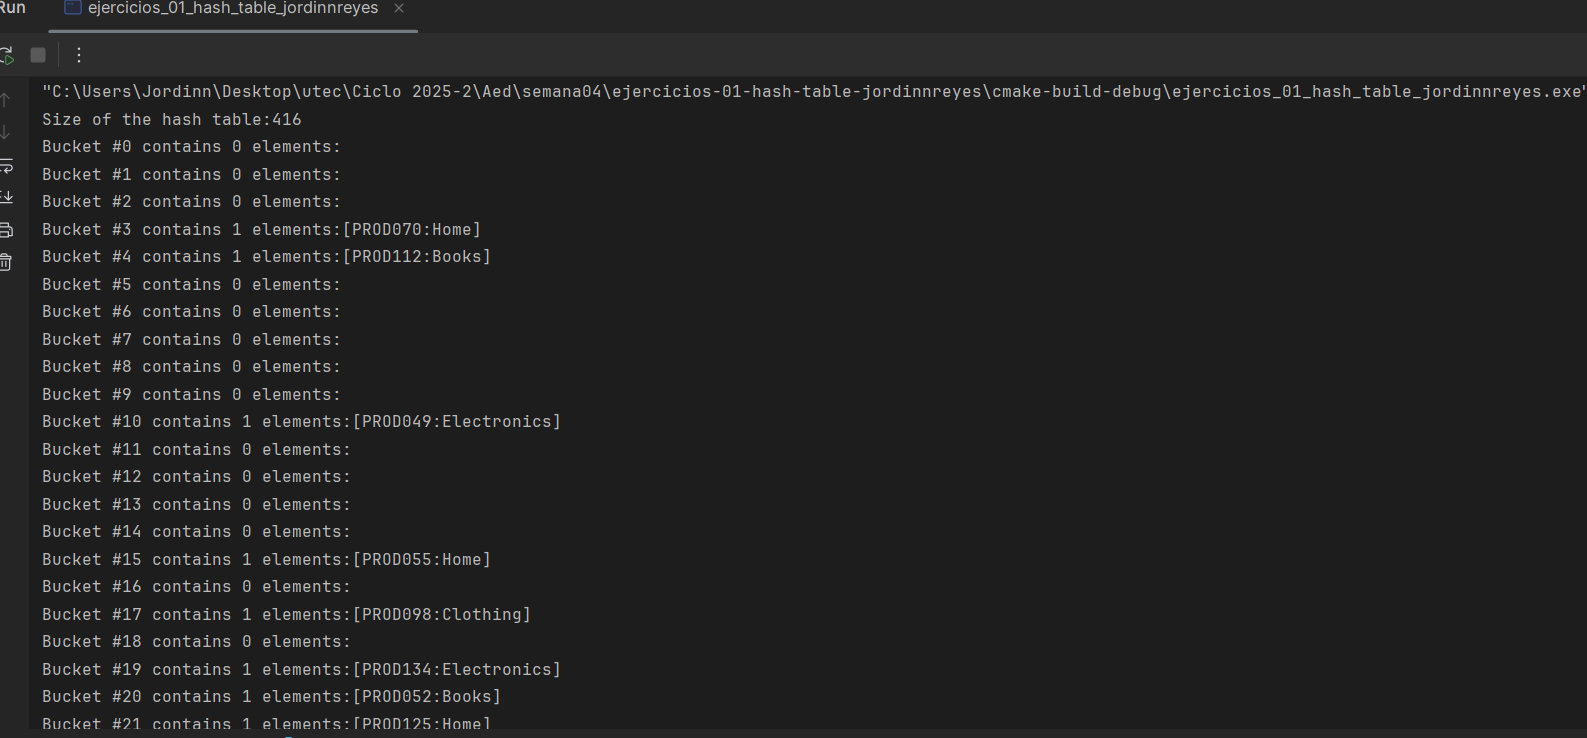 Run ejercicios_01_hash_table_jordinnreyes
"C:\Users\Jordinn\Desktop\utec\Ciclo 2025-2\Aed\semana04\ejercicios-01-hash-table-jordinnreyes\cmake-build-debug\ejercicios_01_hash_table_jordinnreyes.exe"
Size of the hash table:416
Bucket #0 contains 0 elements:
Bucket #1 contains 0 elements:
Bucket #2 contains 0 elements:
Bucket #3 contains 1 elements:[PROD070:Home]
Bucket #4 contains 1 elements:[PROD112:Books]
Bucket #5 contains 0 elements:
Bucket #6 contains 0 elements:
Bucket #7 contains 0 elements:
Bucket #8 contains 0 elements:
Bucket #9 contains 0 elements:
Bucket #10 contains 1 elements:[PROD049:Electronics]
Bucket #11 contains 0 elements:
Bucket #12 contains 0 elements:
Bucket #13 contains 0 elements:
Bucket #14 contains 0 elements:
Bucket #15 contains 1 elements:[PROD055:Home]
Bucket #16 contains 0 elements:
Bucket #17 contains 1 elements:[PROD098:Clothing]
Bucket #18 contains 0 elements:
Bucket #19 contains 1 elements:[PROD134:Electronics]
Bucket #20 contains 1 elements:[PROD052:Books]
Bucket #21 contains 1 elements:[PROD125:Home]